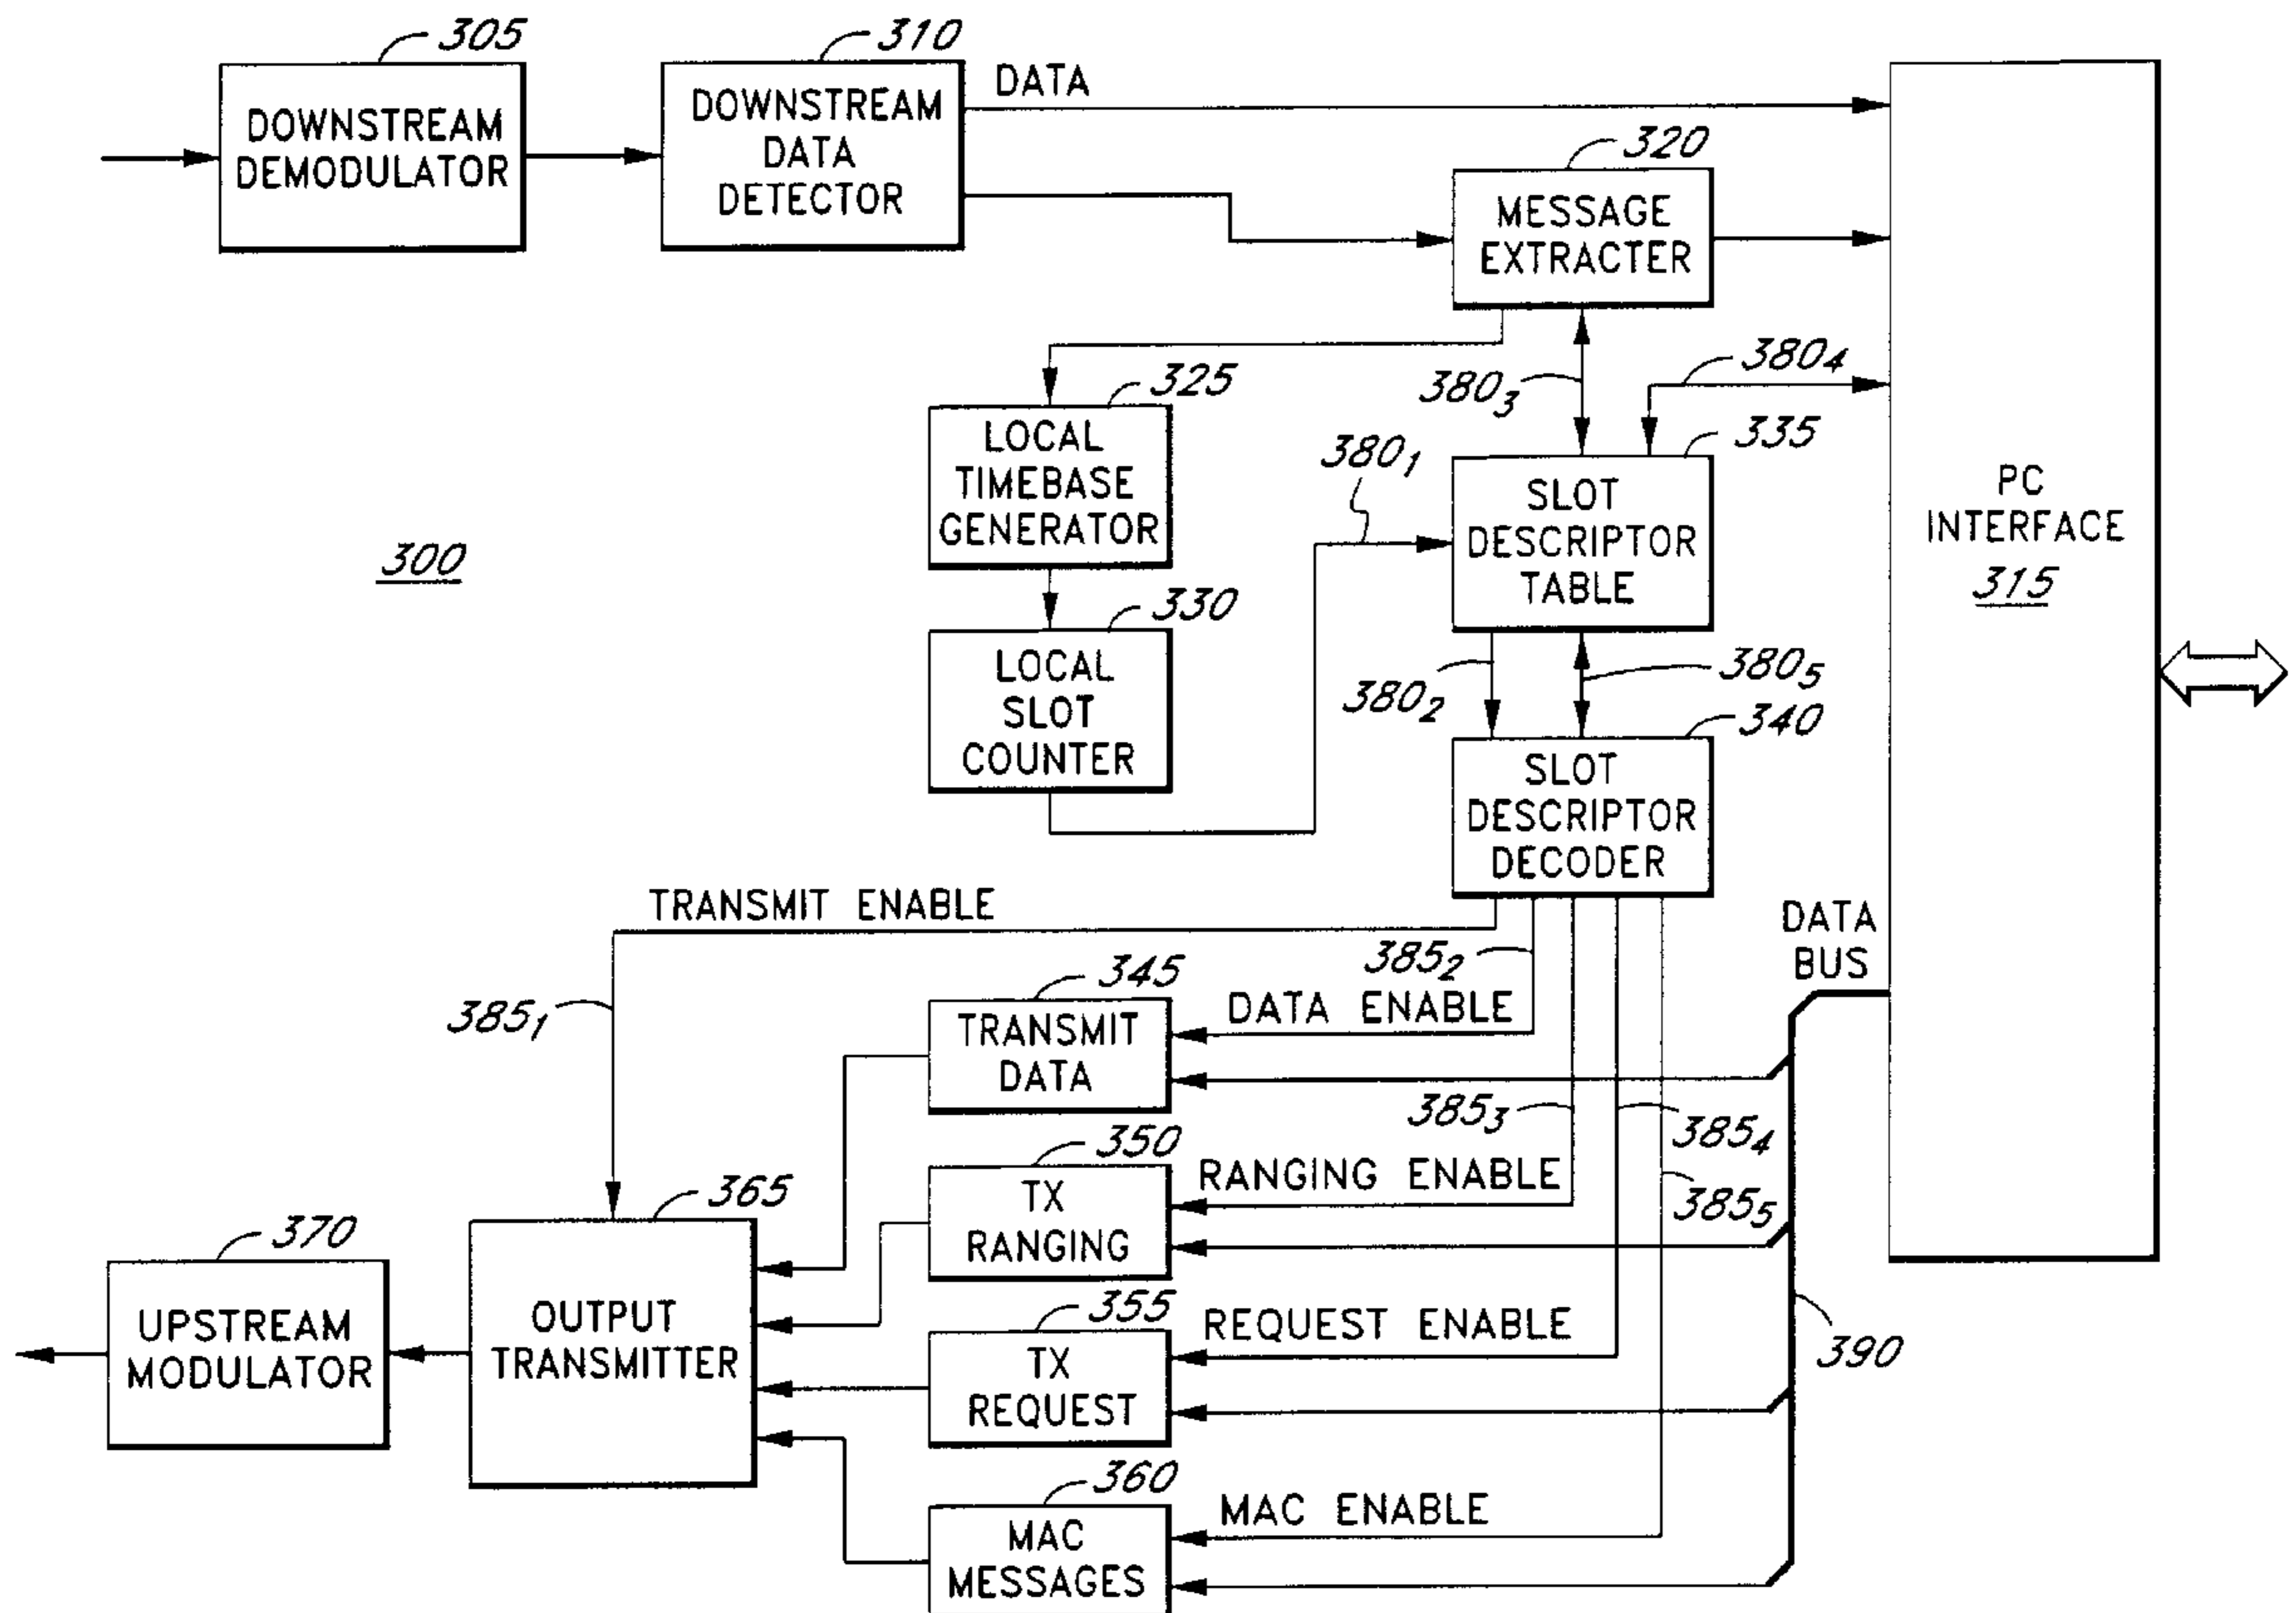 305
310
DOWNSTREAM
DEMODULATOR
DOWNSTREAM
DATA
DETECTOR
DATA
320
MESSAGE
EXTRACTER
325
LOCAL
TIMEBASE
GENERATOR
380₃
380₄
380₁
335
SLOT
DESCRIPTOR
TABLE
PC
INTERFACE
315
300
330
LOCAL
SLOT
COUNTER
380₂
380₅
340
SLOT
DESCRIPTOR
DECODER
TRANSMIT ENABLE
DATA
BUS
385₁
385₂
345
TRANSMIT
DATA
DATA ENABLE
385₃
385₄
385₅
350
TX
RANGING
RANGING ENABLE
365
OUTPUT
TRANSMITTER
370
UPSTREAM
MODULATOR
355
TX
REQUEST
REQUEST ENABLE
390
360
MAC
MESSAGES
MAC ENABLE